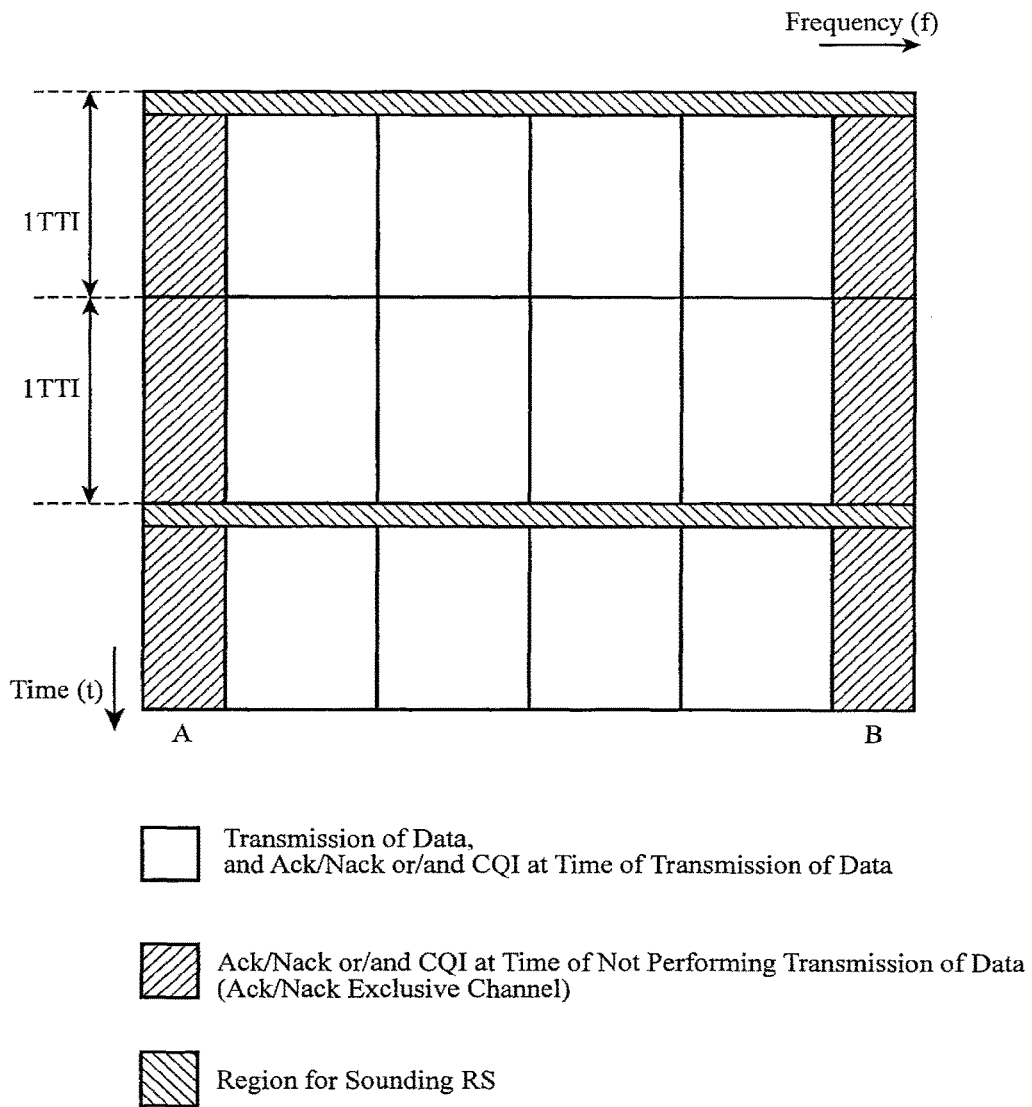 Frequency (f)
1TTI
1TTI
Time (t)
A
B
Transmission of Data,
and Ack/Nack or/and CQI at Time of Transmission of Data
Ack/Nack or/and CQI at Time of Not Performing Transmission of Data
(Ack/Nack Exclusive Channel)
Region for Sounding RS